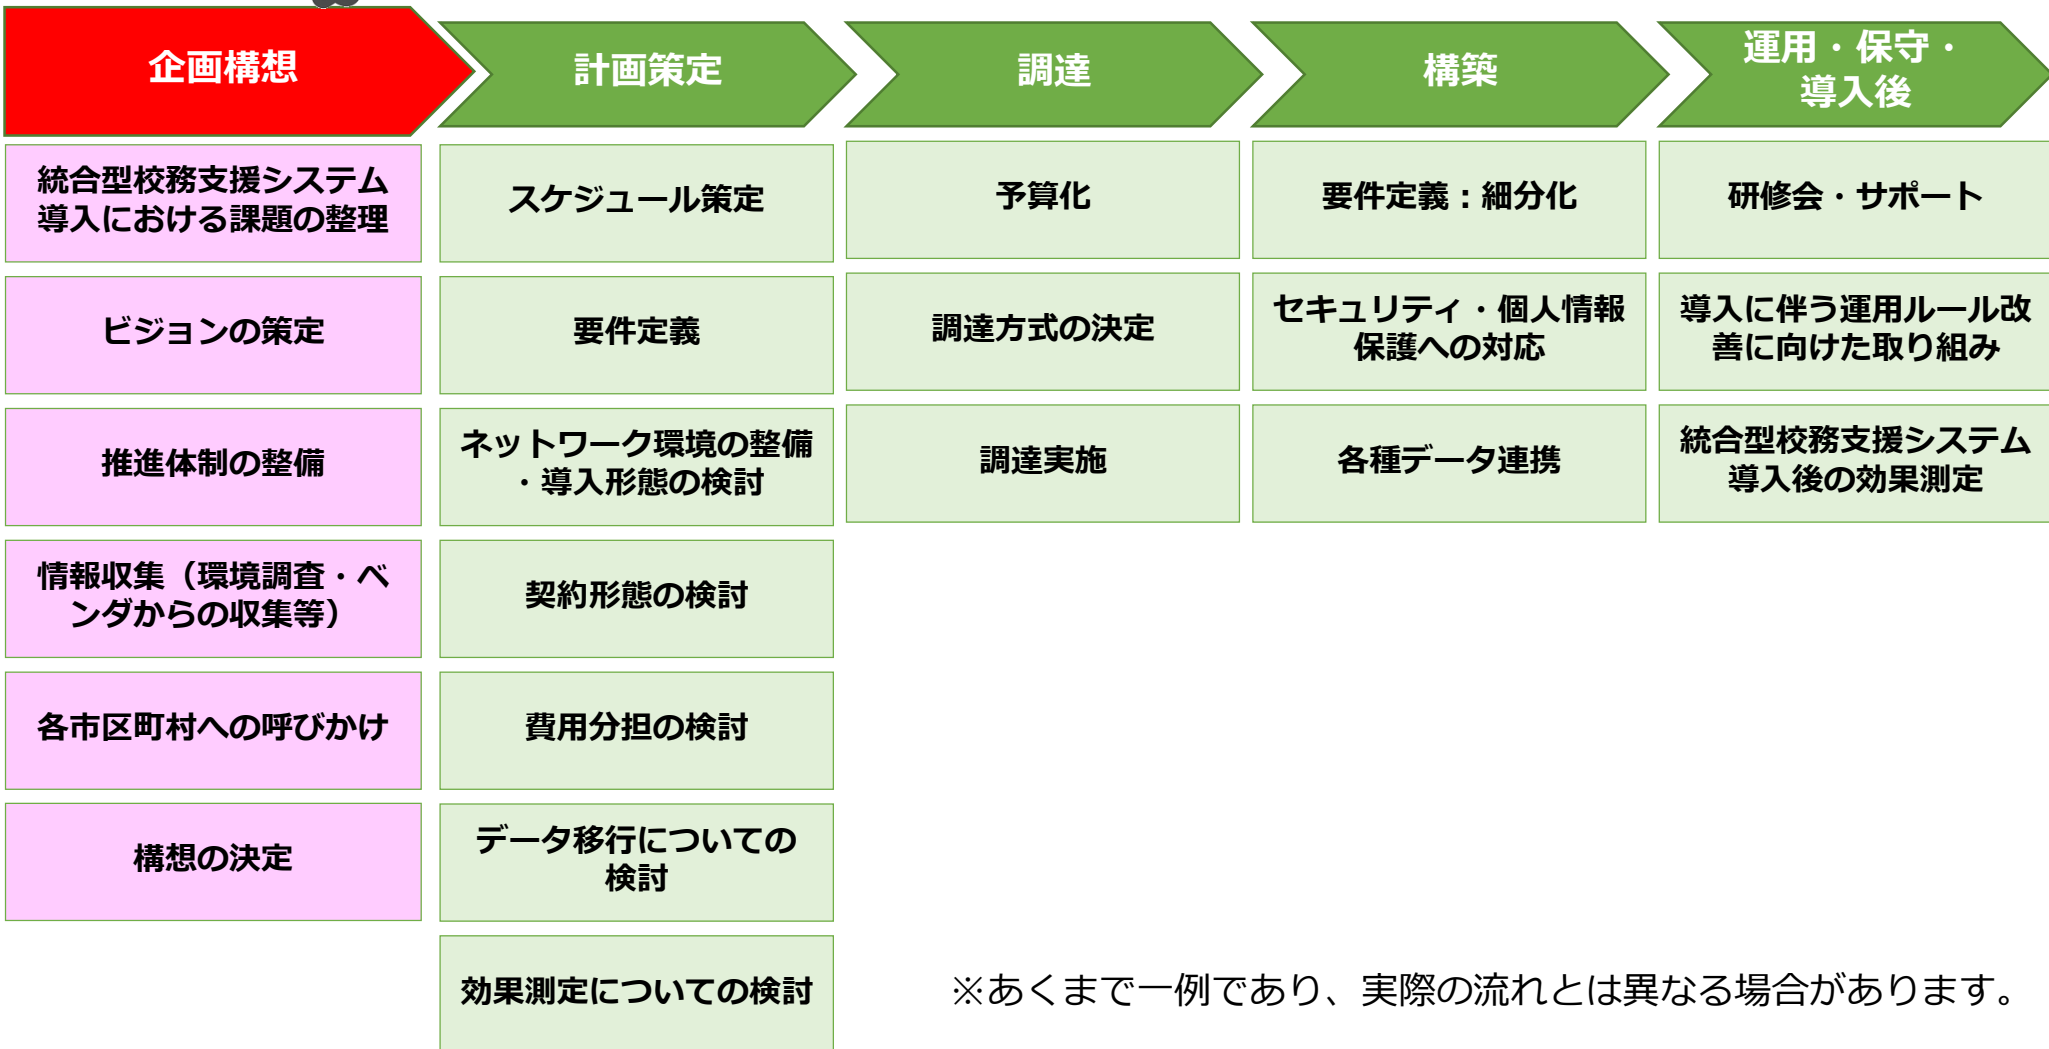 企画構想
計画策定
調達
構築
運用・保守・
導入後
統合型校務支援システム
導入における課題の整理
ビジョンの策定
推進体制の整備
情報収集（環境調査・ベ
ンダからの収集等）
各市区町村への呼びかけ
構想の決定
スケジュール策定
要件定義
ネットワーク環境の整備
・導入形態の検討
契約形態の検討
費用分担の検討
データ移行についての
検討
効果測定についての検討
予算化
調達方式の決定
調達実施
要件定義：細分化
セキュリティ・個人情報
保護への対応
各種データ連携
研修会・サポート
導入に伴う運用ルール改
善に向けた取り組み
統合型校務支援システム
導入後の効果測定
※あくまで一例であり、実際の流れとは異なる場合があります。